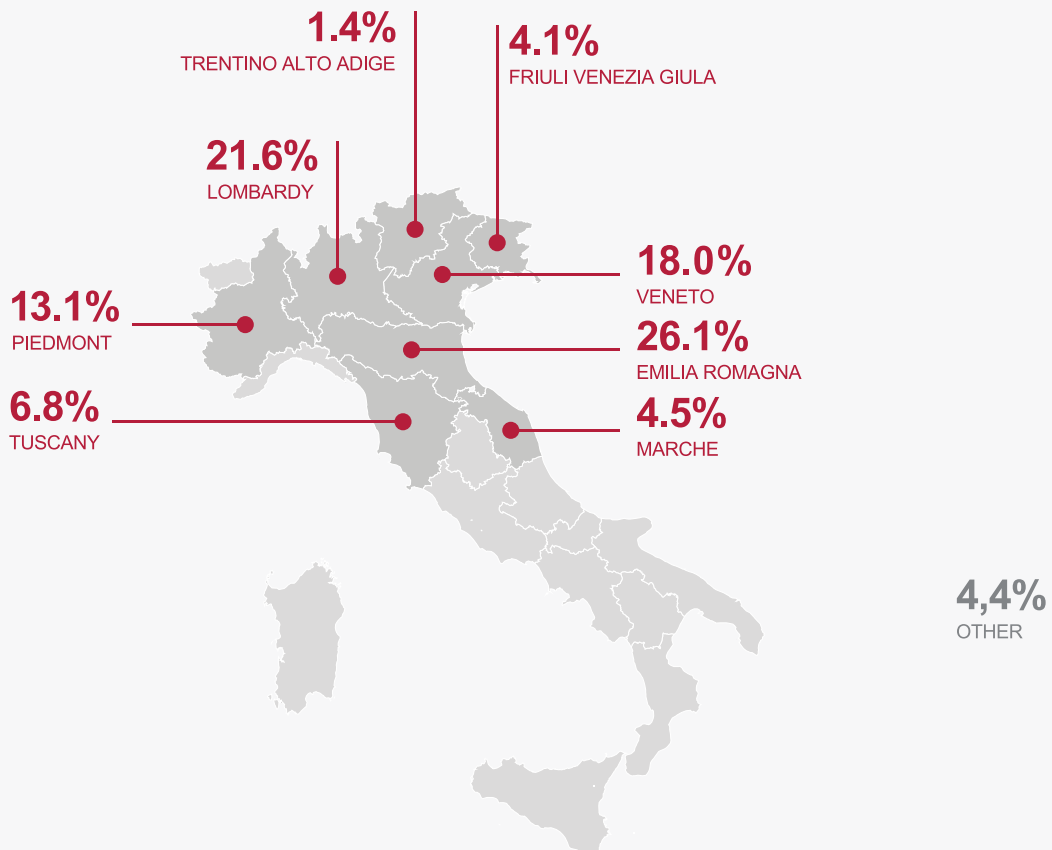 1.4%
TRENTINO ALTO ADIGE
4.1%
FRIULI VENEZIA GIULA
21.6%
LOMBARDY
18.0%
VENETO
13.1%
PIEDMONT
26.1%
EMILIA ROMAGNA
6.8%
TUSCANY
4.5%
MARCHE
4,4%
OTHER